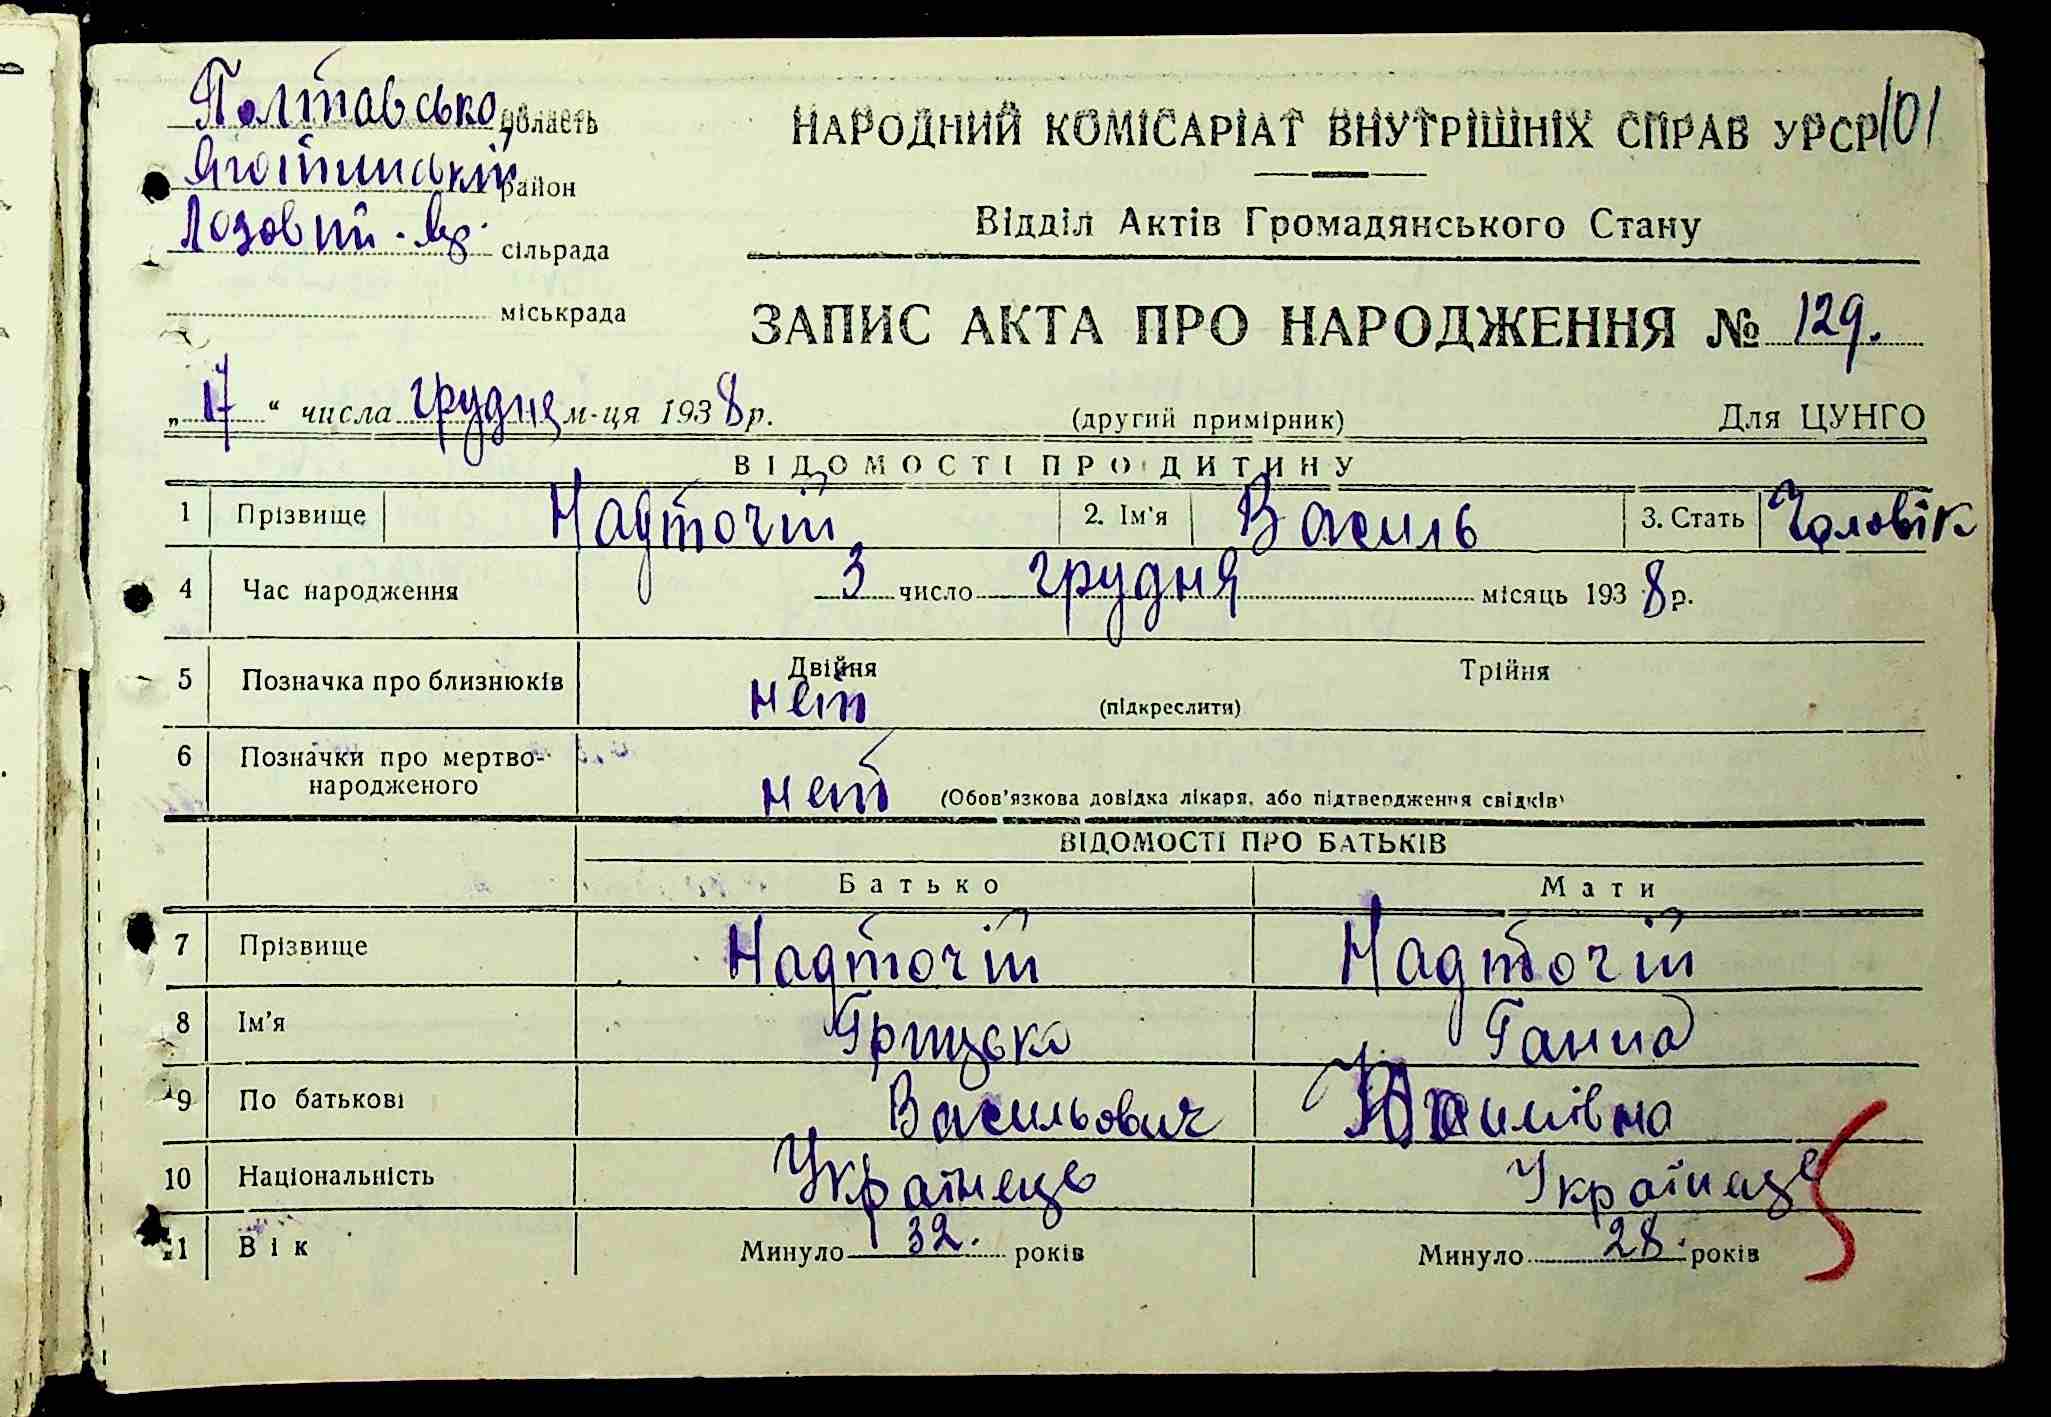 Полтавсько область
Яготинській район
Лозовий-Яр. сільрада
міськрада
НАРОДНИЙ КОМІСАРІАТ ВНУТРІШНІХ СПРАВ УРСР 101
Відділ Актів Громадянського Стану
ЗАПИС АКТА ПРО НАРОДЖЕННЯ № 129.
„17“ числа грудня м-ця 1938 р. (другий примірник) Для ЦУНГО
ВІДОМОСТІ ПРО ДИТИНУ
1 Прізвище Надточій 2. Ім'я Василь 3. Стать Чоловік
4 Час народження 3 число грудня місяць 1938 р.
5 Позначка про близнюків Двійня Трійня
нет (підкреслити)
6 Позначки про мертво-
народженого нет (Обов'язкова довідка лікаря, або підтвердження свідків)
ВІДОМОСТІ ПРО БАТЬКІВ
Батько Мати
7 Прізвище Надточій Надточій
8 Ім'я Грицько Ганна
9 По батькові Васильович
10 Національність Українець Українець
11 Вік Минуло 32. років Минуло 28. років